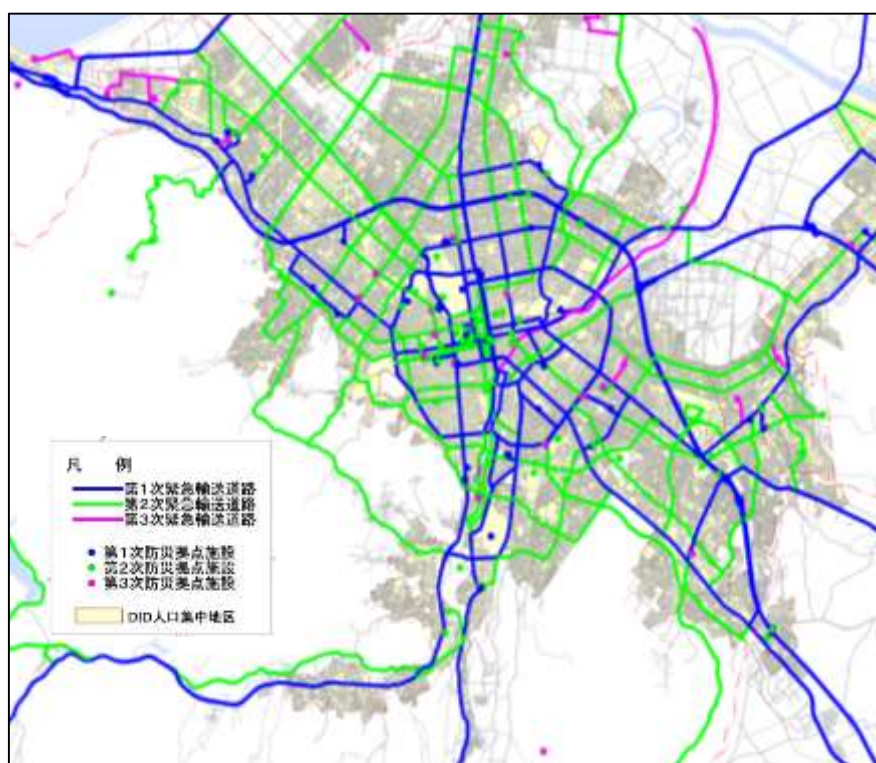 凡 例
第1次緊急輸送道路
第2次緊急輸送道路
第3次緊急輸送道路
第1次防災拠点施設
第2次防災拠点施設
第3次防災拠点施設
DID人口集中地区